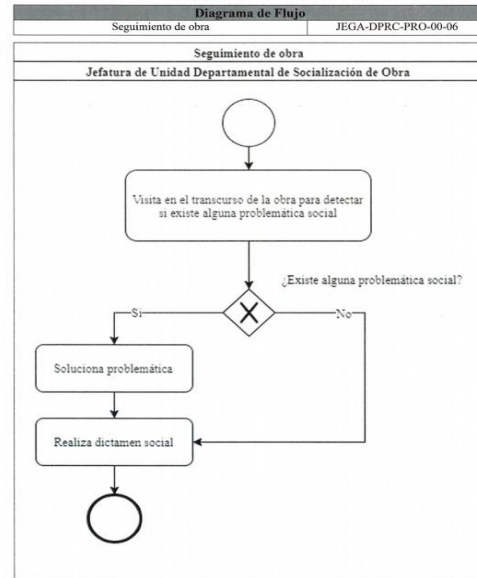 Diagrama de Flujo
Seguimiento de obra JEGA-DPRC-PRO-00-06
Seguimiento de obra
Jefatura de Unidad Departamental de Socialización de Obra
Visita en el transcurso de la obra para detectar
si existe alguna problemática social
¿Existe alguna problemática social?
Si
No
Soluciona problemática
Realiza dictamen social